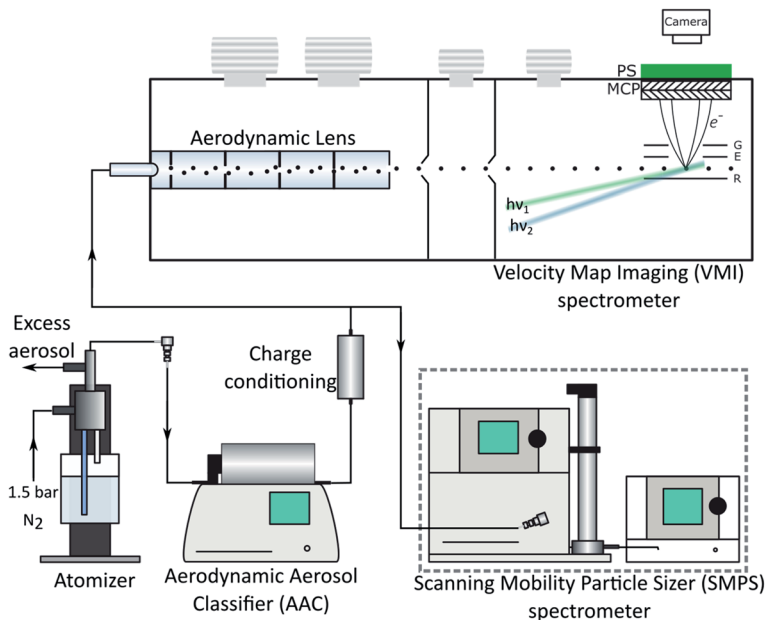 Camera
PS
MCP
e⁻
Aerodynamic Lens
G
E
R
hν₁
hν₂
Velocity Map Imaging (VMI)
spectrometer
Excess
aerosol
Charge
conditioning
1.5 bar
N₂
Atomizer
Aerodynamic Aerosol
Classifier (AAC)
Scanning Mobility Particle Sizer (SMPS)
spectrometer